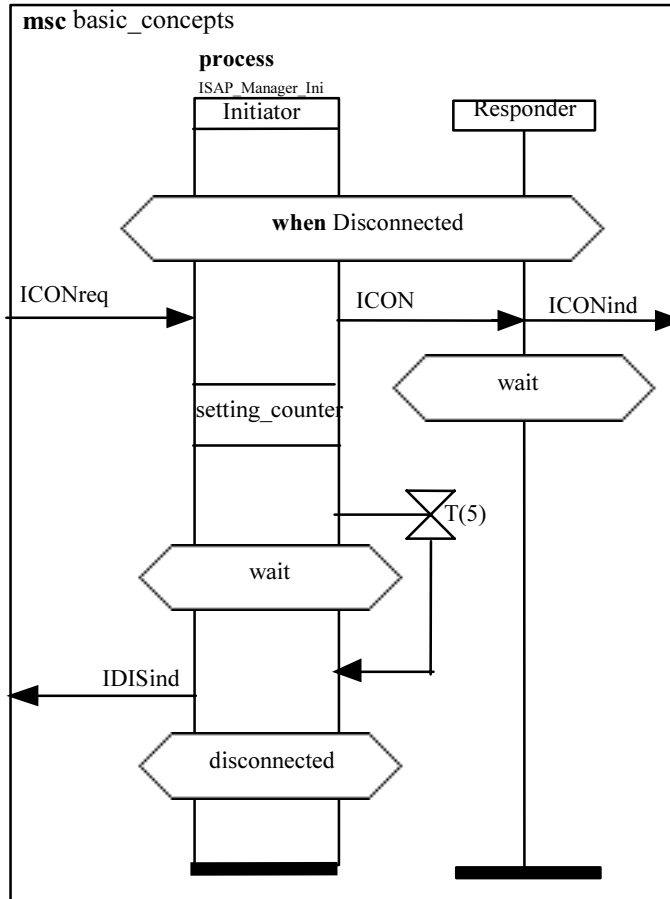 msc basic_concepts
process
ISAP_Manager_Ini
Initiator
Responder
when Disconnected
ICONreq
ICON
ICONind
wait
setting_counter
T(5)
wait
IDISind
disconnected